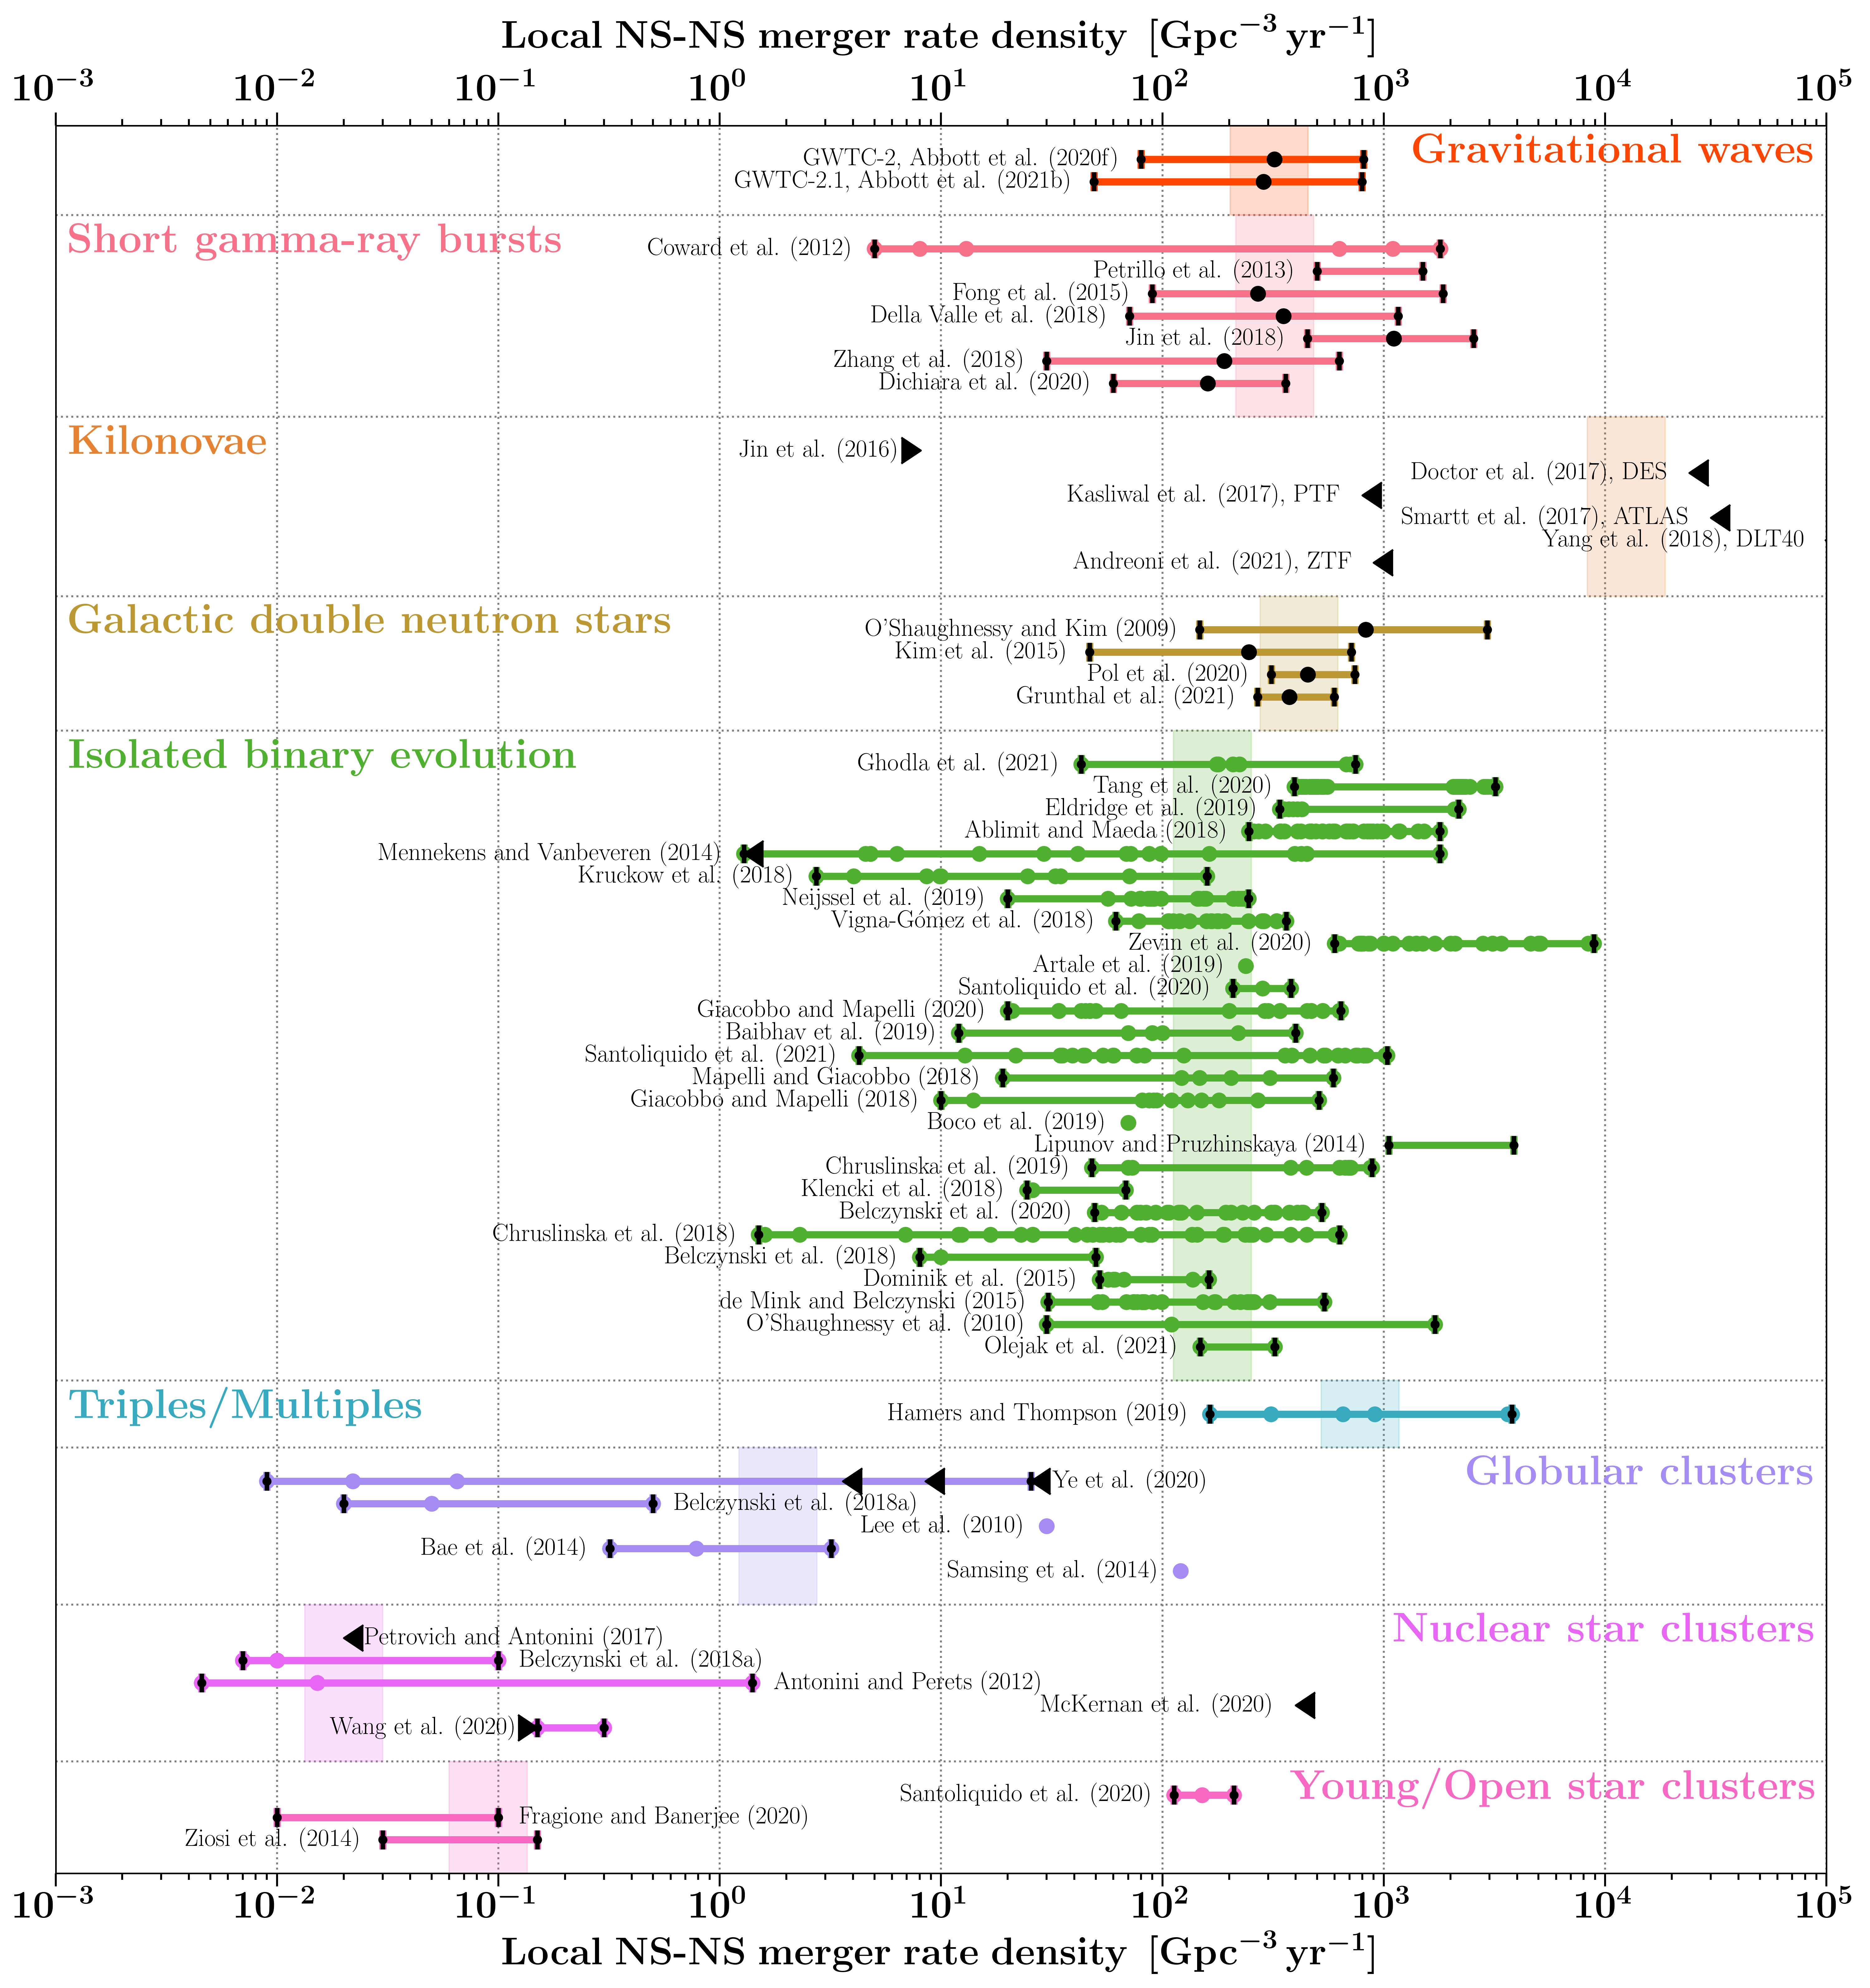 Local NS-NS merger rate density [Gpc⁻³ yr⁻¹]
10⁻³ 10⁻² 10⁻¹ 10⁰ 10¹ 10² 10³ 10⁴ 10⁵
Gravitational waves
GWTC-2, Abbott et al. (2020f)
GWTC-2.1, Abbott et al. (2021b)
Short gamma-ray bursts
Coward et al. (2012)
Petrillo et al. (2013)
Fong et al. (2015)
Della Valle et al. (2018)
Jin et al. (2018)
Zhang et al. (2018)
Dichiara et al. (2020)
Kilonovae
Jin et al. (2016)
Doctor et al. (2017), DES
Kasliwal et al. (2017), PTF
Smartt et al. (2017), ATLAS
Yang et al. (2018), DLT40
Andreoni et al. (2021), ZTF
Galactic double neutron stars
O'Shaughnessy and Kim (2009)
Kim et al. (2015)
Pol et al. (2020)
Grunthal et al. (2021)
Isolated binary evolution
Ghodla et al. (2021)
Tang et al. (2020)
Eldridge et al. (2019)
Ablimit and Maeda (2018)
Mennekens and Vanbeveren (2014)
Kruckow et al. (2018)
Neijssel et al. (2019)
Vigna-Gómez et al. (2018)
Zevin et al. (2020)
Artale et al. (2019)
Santoliquido et al. (2020)
Giacobbo and Mapelli (2020)
Baibhav et al. (2019)
Santoliquido et al. (2021)
Mapelli and Giacobbo (2018)
Giacobbo and Mapelli (2018)
Boco et al. (2019)
Lipunov and Pruzhinskaya (2014)
Chruslinska et al. (2019)
Klencki et al. (2018)
Belczynski et al. (2020)
Chruslinska et al. (2018)
Belczynski et al. (2018)
Dominik et al. (2015)
de Mink and Belczynski (2015)
O'Shaughnessy et al. (2010)
Olejak et al. (2021)
Triples/Multiples
Hamers and Thompson (2019)
Globular clusters
Ye et al. (2020)
Belczynski et al. (2018a)
Lee et al. (2010)
Bae et al. (2014)
Samsing et al. (2014)
Nuclear star clusters
Petrovich and Antonini (2017)
Belczynski et al. (2018a)
Antonini and Perets (2012)
McKernan et al. (2020)
Wang et al. (2020)
Young/Open star clusters
Santoliquido et al. (2020)
Fragione and Banerjee (2020)
Ziosi et al. (2014)
10⁻³ 10⁻² 10⁻¹ 10⁰ 10¹ 10² 10³ 10⁴ 10⁵
Local NS-NS merger rate density [Gpc⁻³ yr⁻¹]